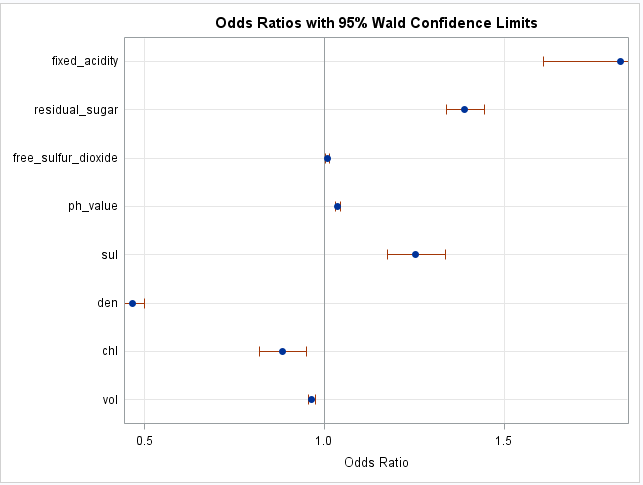 Odds Ratios with 95% Wald Confidence Limits
fixed_acidity
residual_sugar
free_sulfur_dioxide
ph_value
sul
den
chl
vol
0.5
1.0
1.5
Odds Ratio